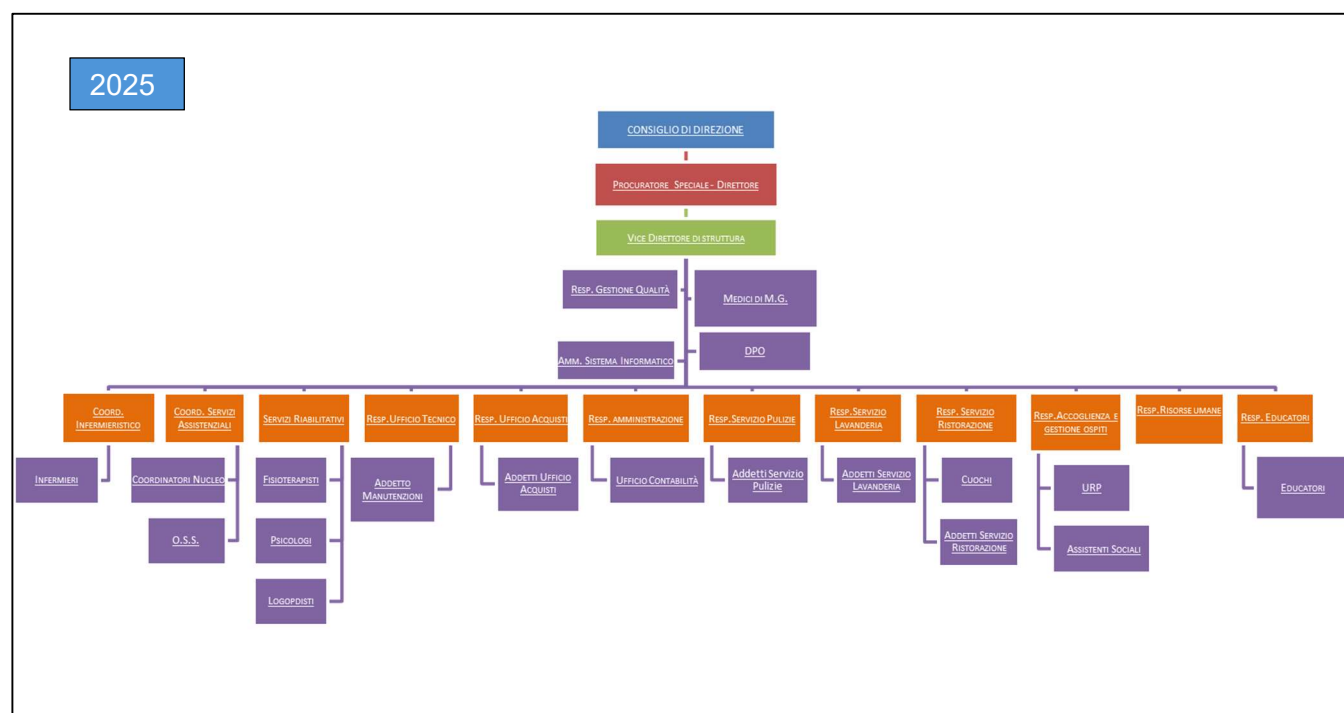 2025
CONSIGLIO DI DIREZIONE
PROCURATORE SPECIALE - DIRETTORE
VICE DIRETTORE DI STRUTTURA
RESP. GESTIONE QUALITÀ
MEDICI DI M.G.
AMM. SISTEMA INFORMATICO
DPO
COORD.
INFERMIERISTICO
COORD. SERVIZI
ASSISTENZIALI
SERVIZI RIABILITATIVI
RESP.UFFICIO TECNICO
RESP. UFFICIO ACQUISTI
RESP. AMMINISTRAZIONE
RESP.SERVIZIO PULIZIE
RESP.SERVIZIO
LAVANDERIA
RESP. SERVIZIO
RISTORAZIONE
RESP.ACCOGLIENZA E
GESTIONE OSPITI
RESP.RISORSE UMANE
RESP. EDUCATORI
INFERMIERI
COORDINATORI NUCLEO
FISIOTERAPISTI
ADDETTO
MANUTENZIONI
ADDETTI UFFICIO
ACQUISTI
UFFICIO CONTABILITÀ
Addetti Servizio
Pulizie
ADDETTI SERVIZIO
LAVANDERIA
CUOCHI
URP
EDUCATORI
O.S.S.
PSICOLOGI
ADDETTI SERVIZIO
RISTORAZIONE
ASSISTENTI SOCIALI
LOGOPDISTI